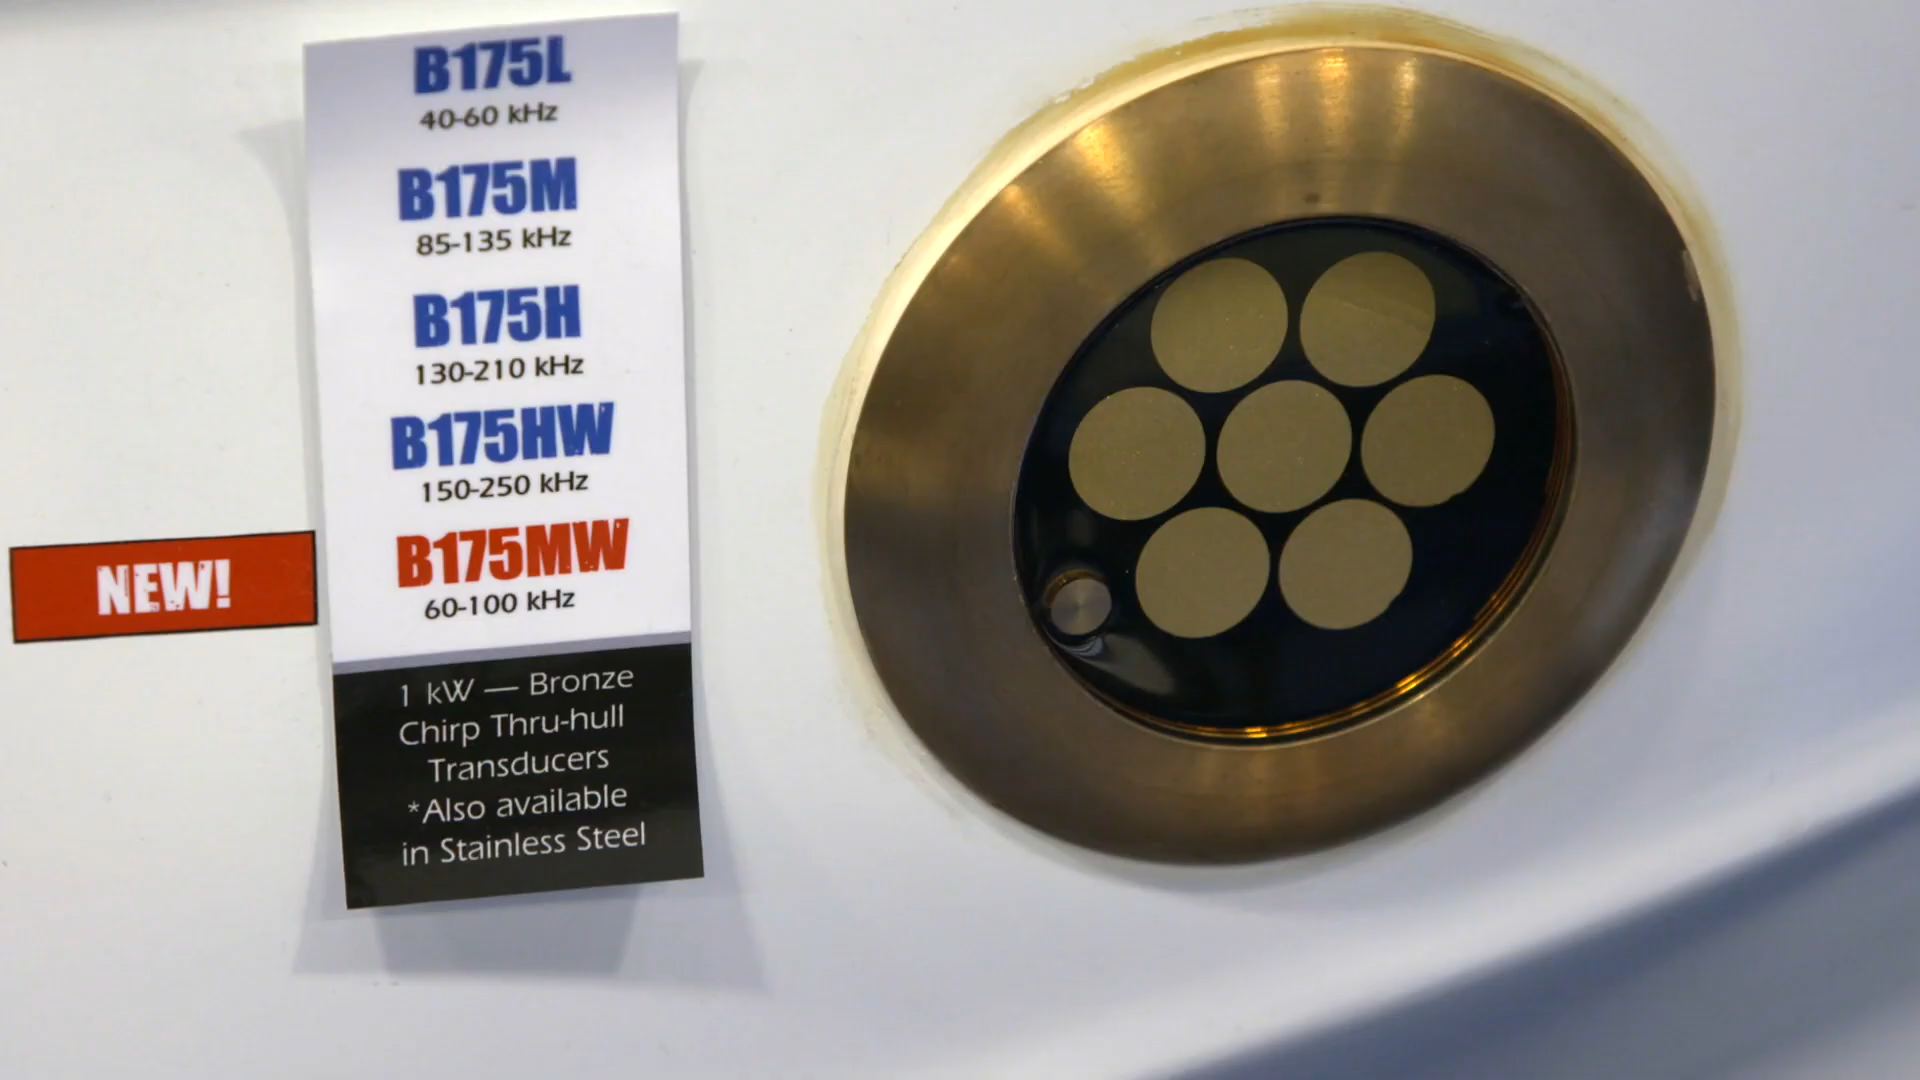 B175L
40-60 kHz
B175M
85-135 kHz
B175H
130-210 kHz
B175HW
150-250 kHz
NEW!
B175MW
60-100 kHz
1 kW — Bronze
Chirp Thru-hull
Transducers
*Also available
in Stainless Steel